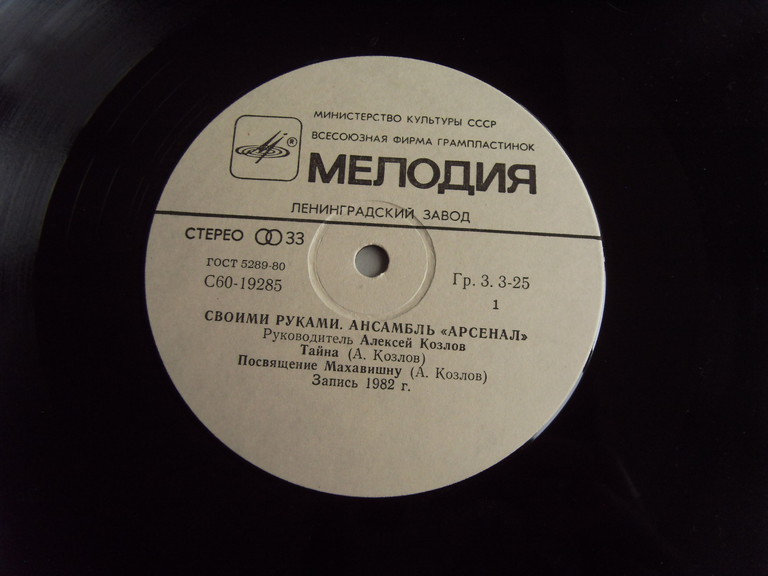 МИНИСТЕРСТВО КУЛЬТУРЫ СССР
ВСЕСОЮЗНАЯ ФИРМА ГРАМПЛАСТИНОК
®
МЕЛОДИЯ
ЛЕНИНГРАДСКИЙ ЗАВОД
СТЕРЕО 33
ГОСТ 5289-80
С60-19285
Гр. 3. 3-25
1
СВОИМИ РУКАМИ. АНСАМБЛЬ «АРСЕНАЛ»
Руководитель Алексей Козлов
Тайна (А. Козлов)
Посвящение Махавишну (А. Козлов)
Запись 1982 г.